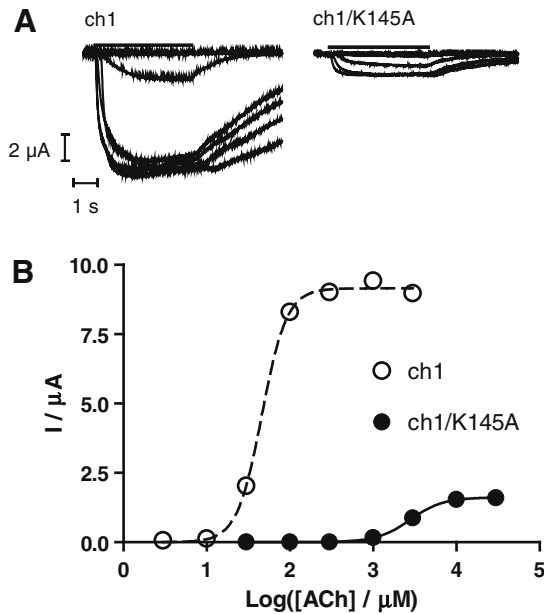 A
ch1
ch1/K145A
2 μA
1 s
B
10.0
7.5
5.0
2.5
0.0
I / μA
ch1
ch1/K145A
0 1 2 3 4 5
Log([ACh] / μM)